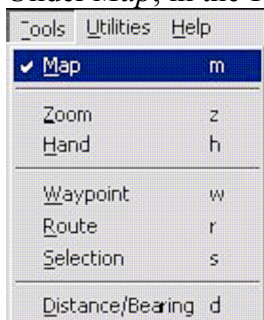 Tools Utilities Help
✔ Map m
Zoom z
Hand h
Waypoint w
Route r
Selection s
Distance/Bearing d